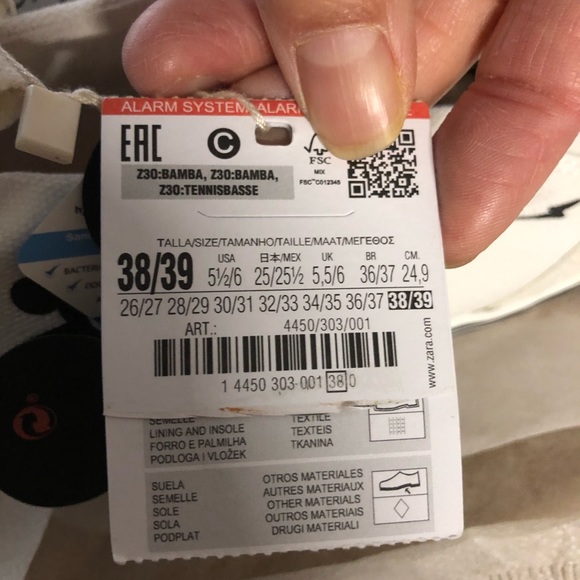 ALARM SYSTEM ALAR
EAC
C
FSC
MIX
FSC™C012345
Z30:BAMBA, Z30:BAMBA,
Z30:TENNISBASSE
TALLA/SIZE/TAMANHO/TAILLE/MAAT/ΜΕΓΕΘΟΣ
USA 日本/MEX UK BR CM.
38/39 5½/6 25/25½ 5,5/6 36/37 24,9
26/27 28/29 30/31 32/33 34/35 36/37 38/39
ART.: 4450/303/001
1 4450 303 001 38 0
www.zara.com
SEMELLE TEXTILE
LINING AND INSOLE TEXTEIS
FORRO E PALMILHA TKANINA
PODLOGA I VLOŽEK
SUELA OTROS MATERIALES
SEMELLE AUTRES MATERIAUX
SOLE OTHER MATERIALS
SOLA OUTROS MATERIAIS
PODPLAT DRUGI MATERIALI
BACTERI